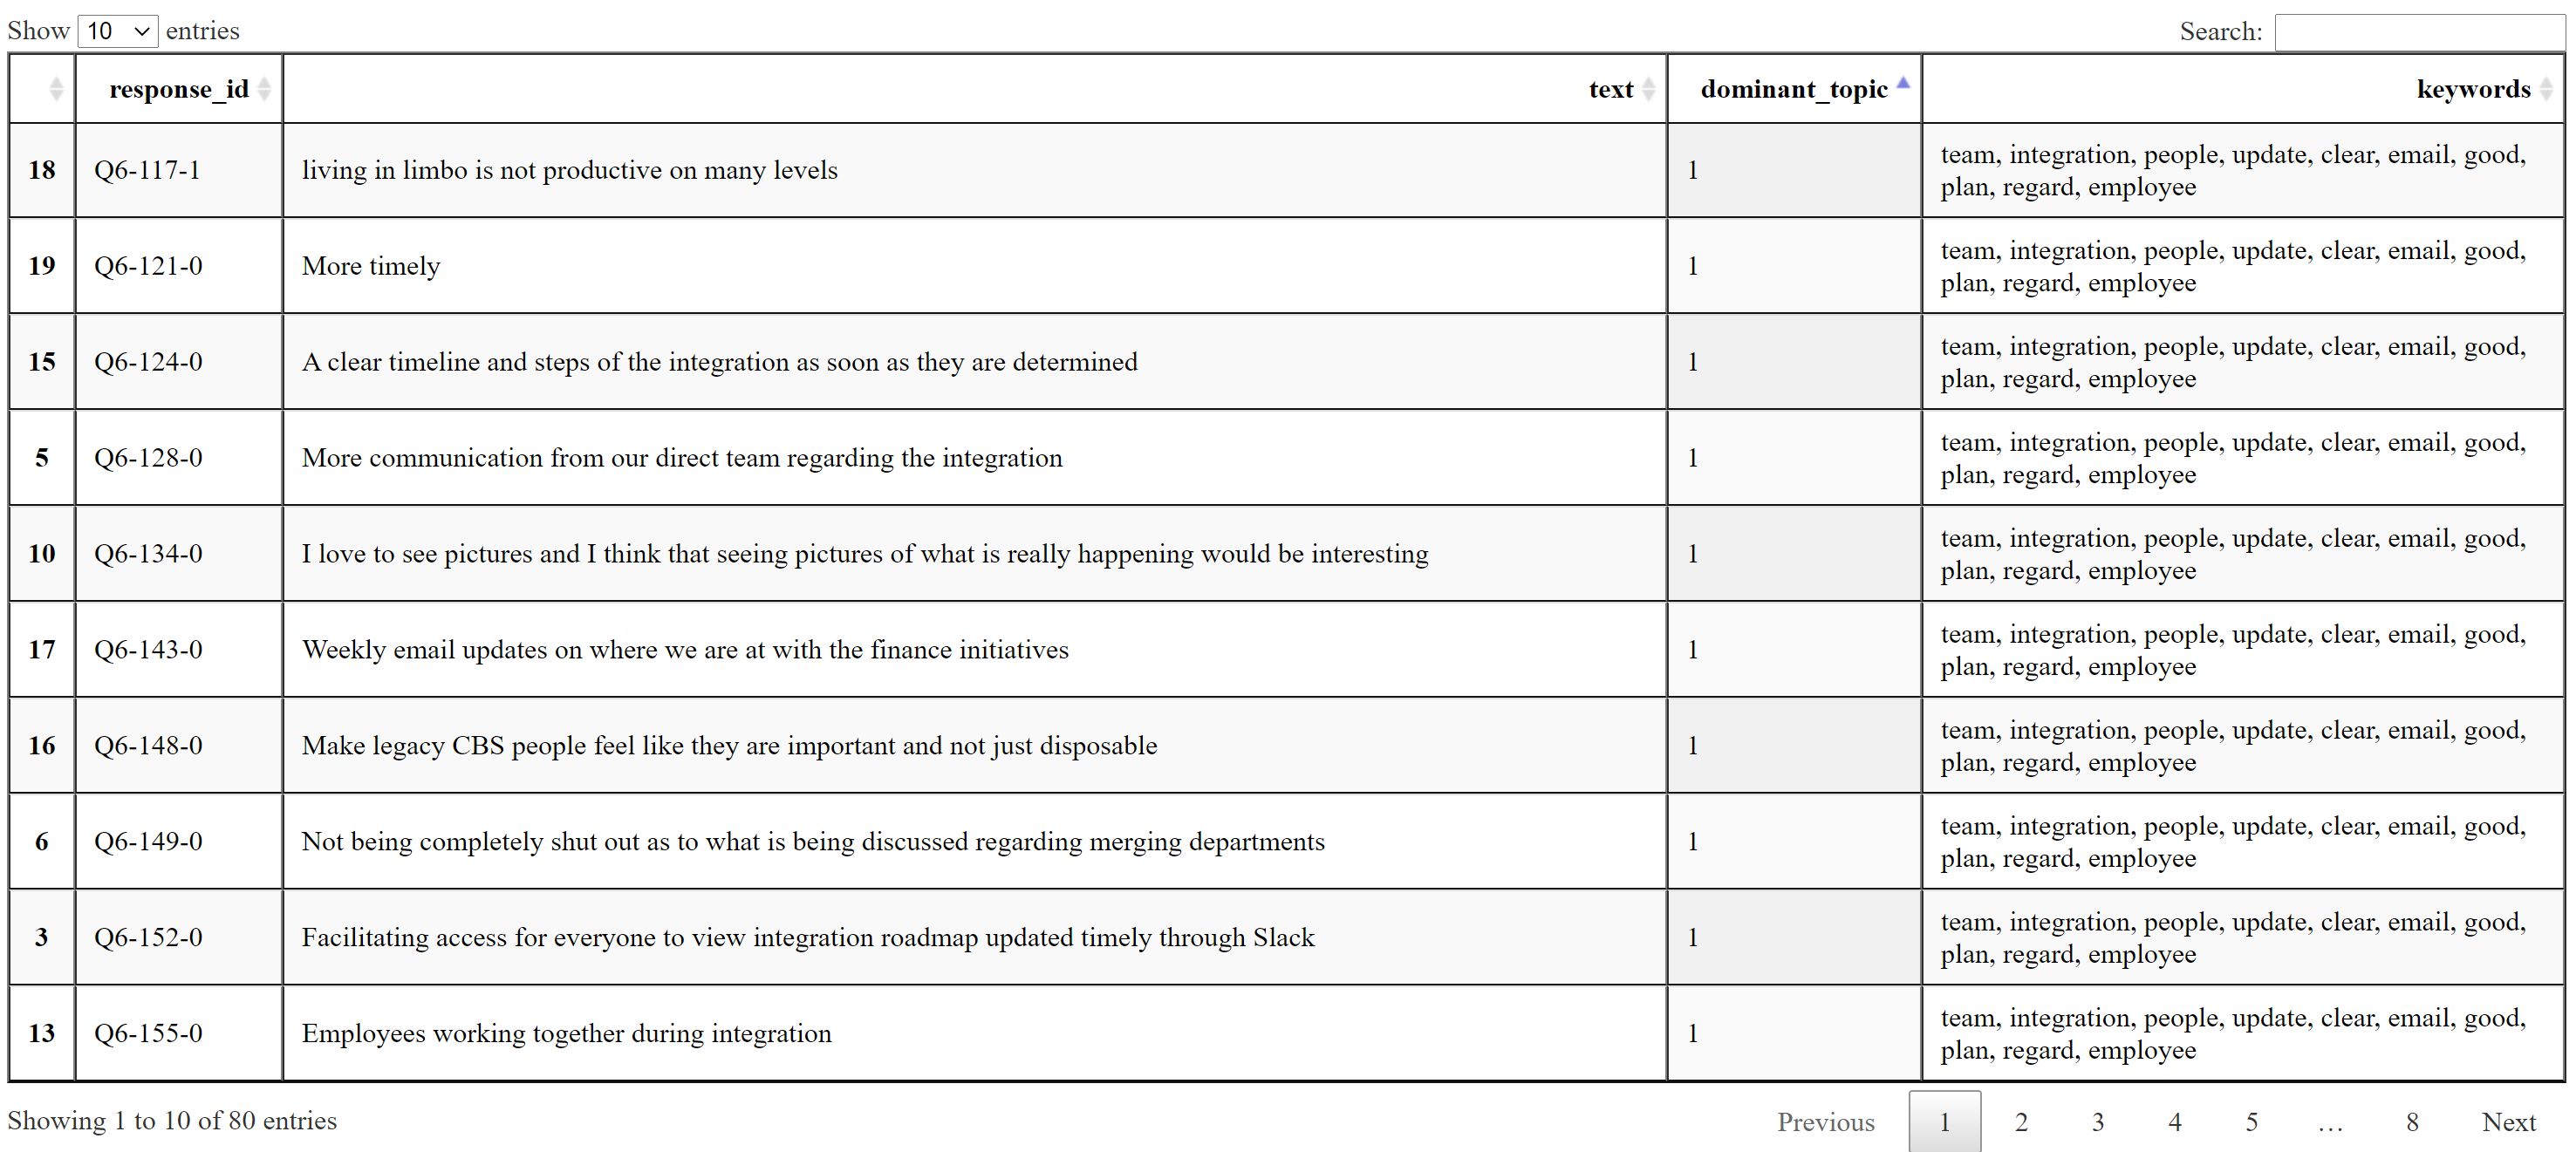 Show 10 entries Search:
response_id text dominant_topic keywords
18 Q6-117-1 living in limbo is not productive on many levels 1 team, integration, people, update, clear, email, good,
plan, regard, employee
19 Q6-121-0 More timely 1 team, integration, people, update, clear, email, good,
plan, regard, employee
15 Q6-124-0 A clear timeline and steps of the integration as soon as they are determined 1 team, integration, people, update, clear, email, good,
plan, regard, employee
5 Q6-128-0 More communication from our direct team regarding the integration 1 team, integration, people, update, clear, email, good,
plan, regard, employee
10 Q6-134-0 I love to see pictures and I think that seeing pictures of what is really happening would be interesting 1 team, integration, people, update, clear, email, good,
plan, regard, employee
17 Q6-143-0 Weekly email updates on where we are at with the finance initiatives 1 team, integration, people, update, clear, email, good,
plan, regard, employee
16 Q6-148-0 Make legacy CBS people feel like they are important and not just disposable 1 team, integration, people, update, clear, email, good,
plan, regard, employee
6 Q6-149-0 Not being completely shut out as to what is being discussed regarding merging departments 1 team, integration, people, update, clear, email, good,
plan, regard, employee
3 Q6-152-0 Facilitating access for everyone to view integration roadmap updated timely through Slack 1 team, integration, people, update, clear, email, good,
plan, regard, employee
13 Q6-155-0 Employees working together during integration 1 team, integration, people, update, clear, email, good,
plan, regard, employee
Showing 1 to 10 of 80 entries Previous 1 2 3 4 5 … 8 Next